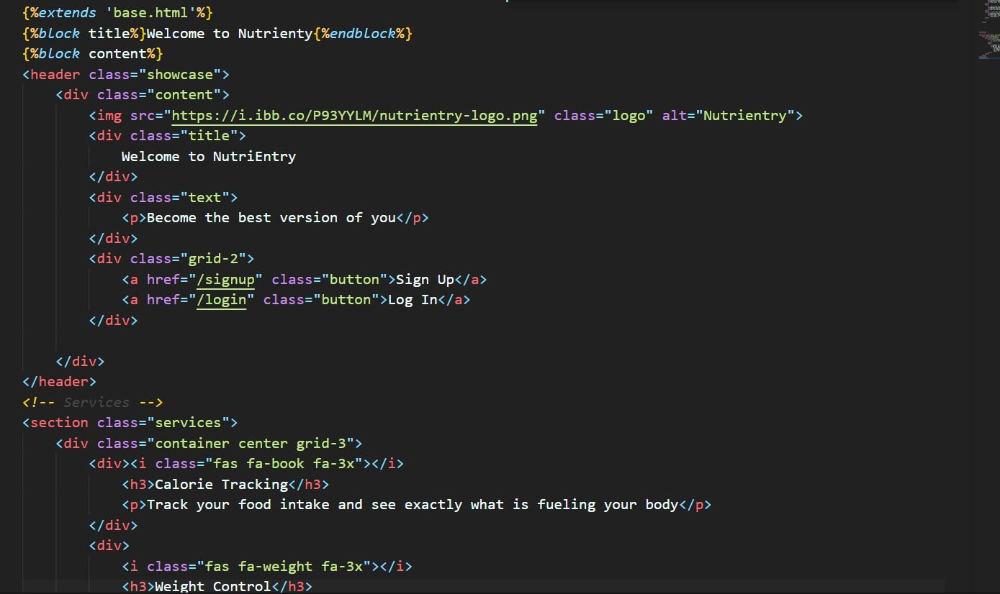 {%extends 'base.html'%}
{%block title%}Welcome to Nutrienty{%endblock%}
{%block content%}
<header class="showcase">
    <div class="content">
        <img src="https://i.ibb.co/P93YYLM/nutrientry-logo.png" class="logo" alt="Nutrientry">
        <div class="title">
            Welcome to NutriEntry
        </div>
        <div class="text">
            <p>Become the best version of you</p>
        </div>
        <div class="grid-2">
            <a href="/signup" class="button">Sign Up</a>
            <a href="/login" class="button">Log In</a>
        </div>
    </div>
</header>
<!-- Services -->
<section class="services">
    <div class="container center grid-3">
        <div><i class="fas fa-book fa-3x"></i>
            <h3>Calorie Tracking</h3>
            <p>Track your food intake and see exactly what is fueling your body</p>
        </div>
        <div>
            <i class="fas fa-weight fa-3x"></i>
            <h3>Weight Control</h3>